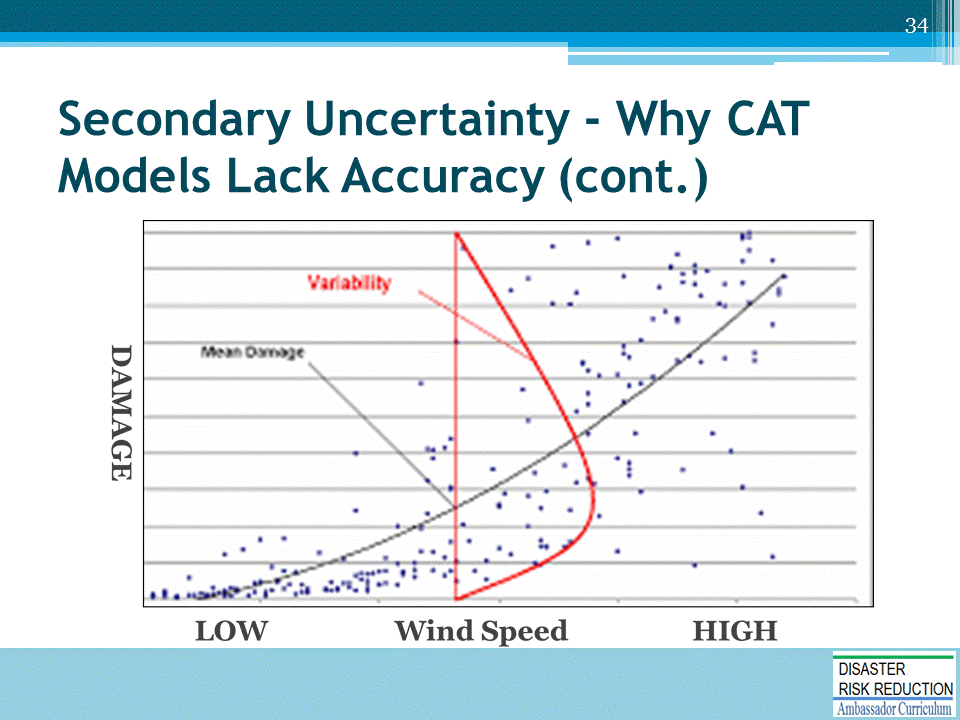 34
Secondary Uncertainty - Why CAT
Models Lack Accuracy (cont.)
Variability
Mean Damage
DAMAGE
LOW
Wind Speed
HIGH
DISASTER
RISK REDUCTION
Ambassador Curriculum